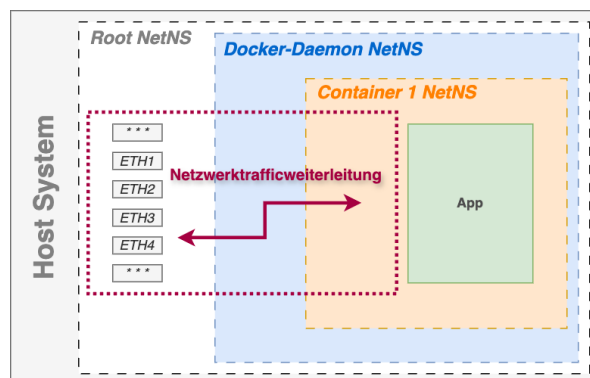 Host System
Root NetNS
Docker-Daemon NetNS
Container 1 NetNS
* * *
ETH1
Netzwerktrafficweiterleitung
ETH2
ETH3
ETH4
* * *
App